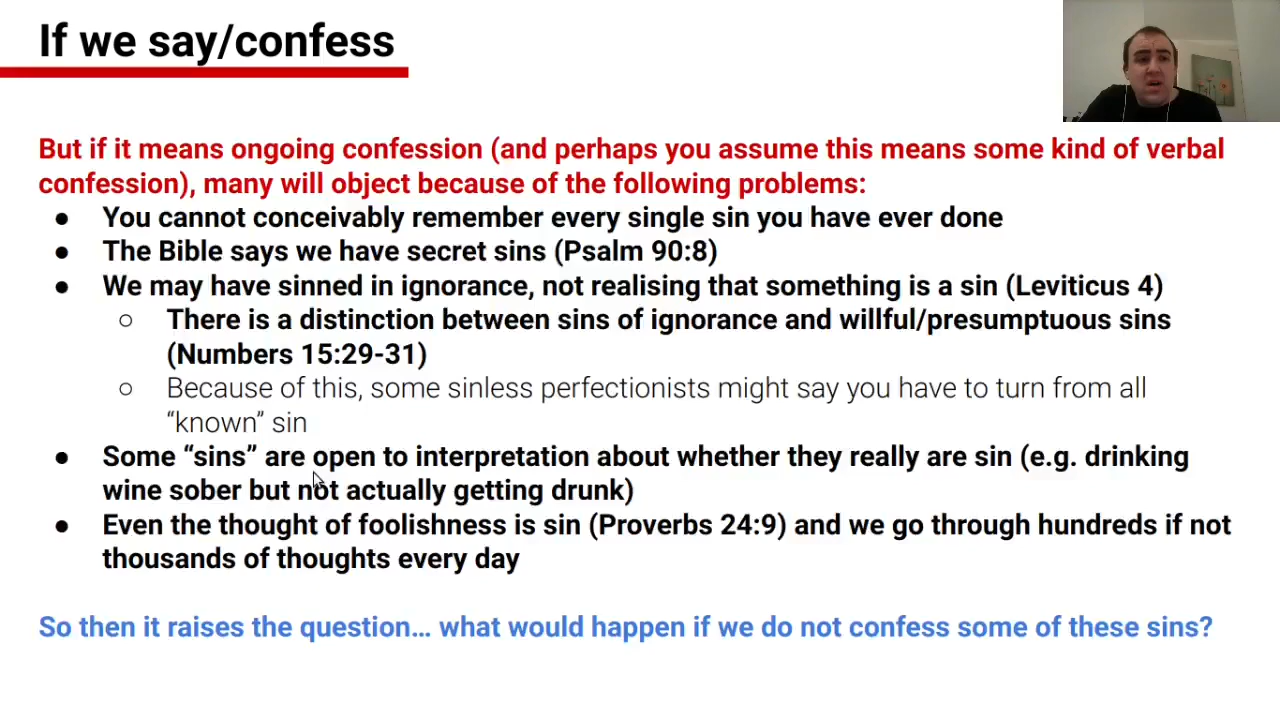 If we say/confess
But if it means ongoing confession (and perhaps you assume this means some kind of verbal
confession), many will object because of the following problems:
● You cannot conceivably remember every single sin you have ever done
● The Bible says we have secret sins (Psalm 90:8)
● We may have sinned in ignorance, not realising that something is a sin (Leviticus 4)
○ There is a distinction between sins of ignorance and willful/presumptuous sins
(Numbers 15:29-31)
○ Because of this, some sinless perfectionists might say you have to turn from all
“known” sin
● Some “sins” are open to interpretation about whether they really are sin (e.g. drinking
wine sober but not actually getting drunk)
● Even the thought of foolishness is sin (Proverbs 24:9) and we go through hundreds if not
thousands of thoughts every day
So then it raises the question… what would happen if we do not confess some of these sins?